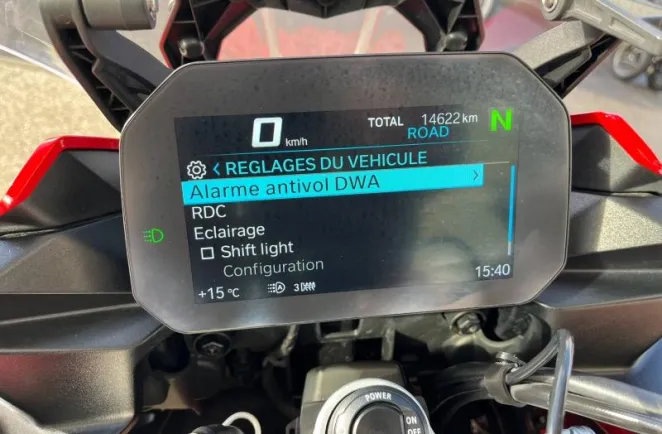 0 km/h
TOTAL 14622 km
ROAD
N
< REGLAGES DU VEHICULE
Alarme antivol DWA >
RDC
Eclairage
Shift light
Configuration
+15 °C
3
15:40
POWER
ON
OFF